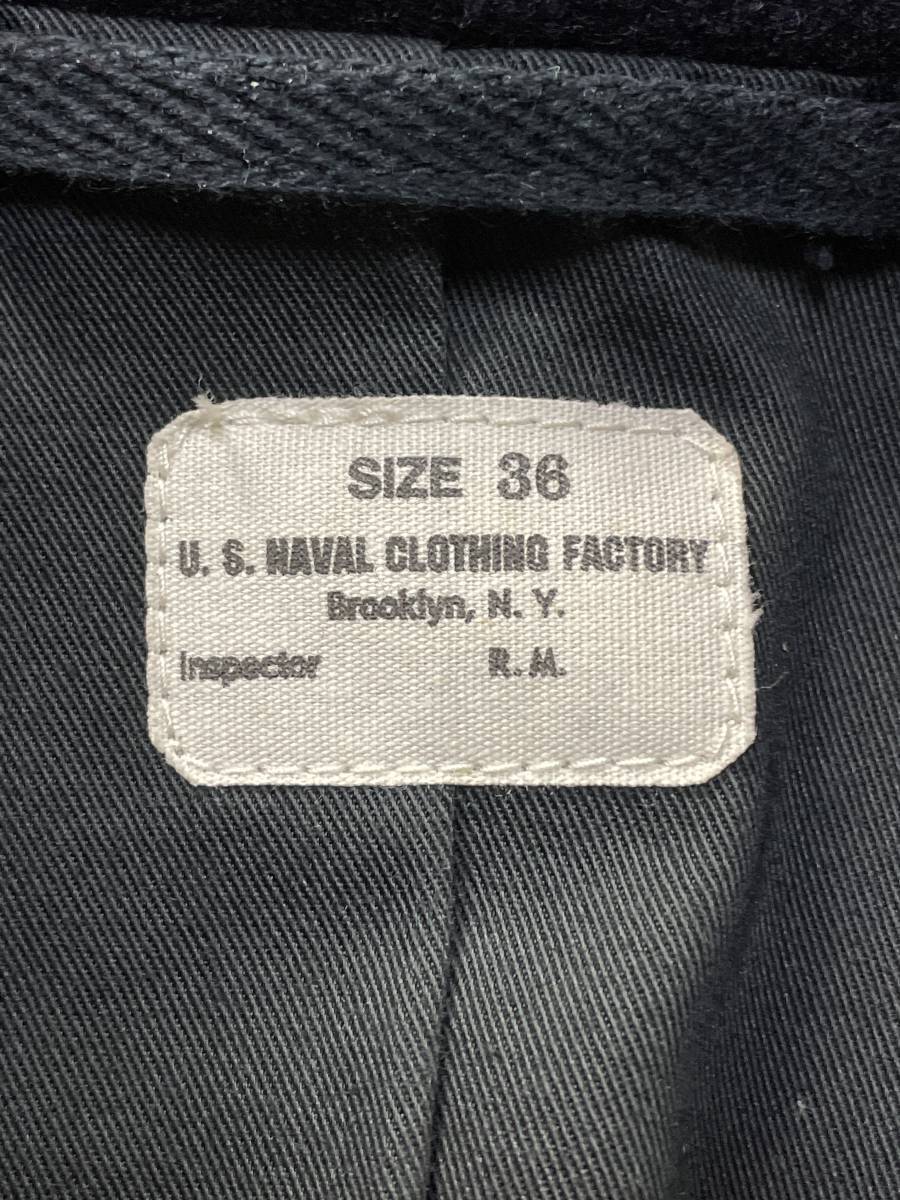 SIZE 36
U. S. NAVAL CLOTHING FACTORY
Brooklyn, N. Y.
Inspector R.M.